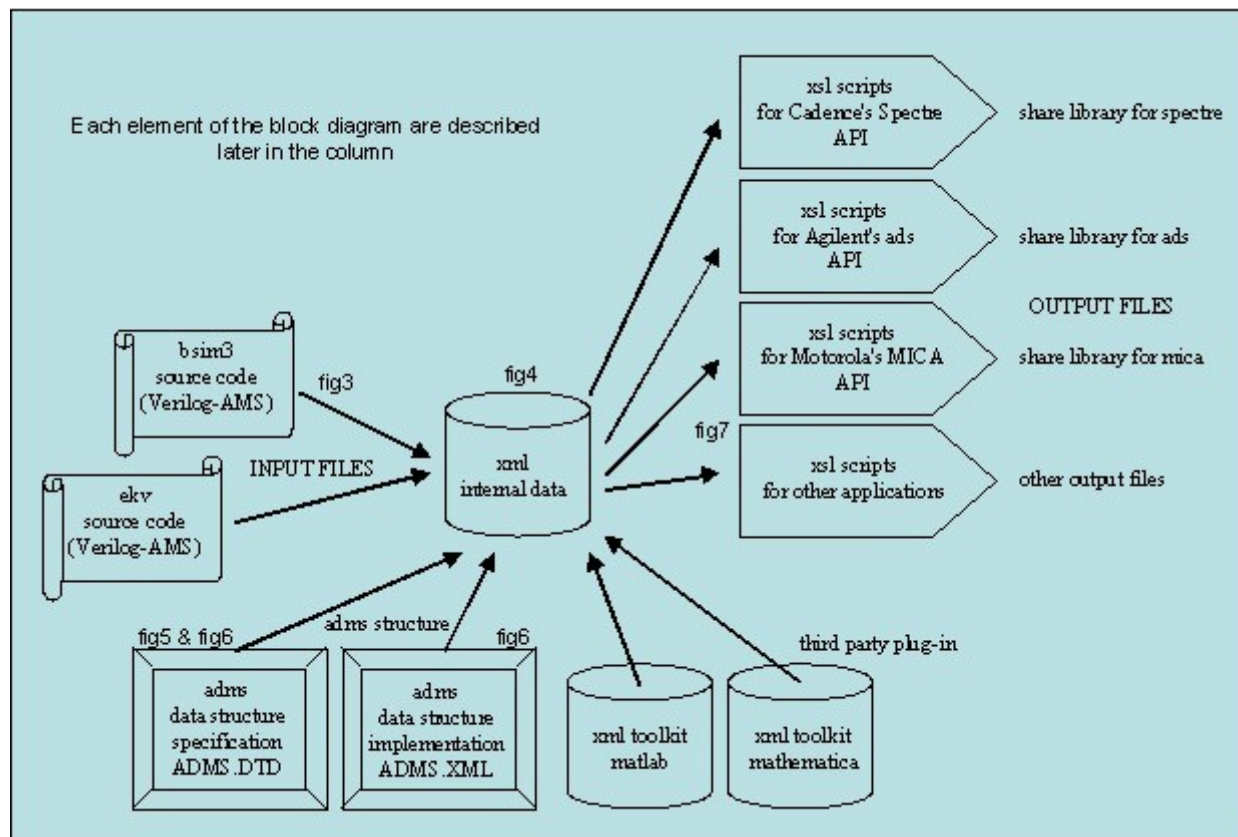 Each element of the block diagram are described
later in the column
xsl scripts
for Cadence's Spectre
API
share library for spectre
xsl scripts
for Agilent's ads
API
share library for ads
OUTPUT FILES
xsl scripts
for Motorola's MICA
API
share library for mica
fig7
xsl scripts
for other applications
other output files
bsim3
source code
(Verilog-AMS)
fig3
INPUT FILES
ekv
source code
(Verilog-AMS)
fig4
xml
internal data
fig5 & fig6
adms structure
fig6
adms
data structure
specification
ADMS.DTD
adms
data structure
implementation
ADMS.XML
third party plug-in
xml toolkit
matlab
xml toolkit
mathematica